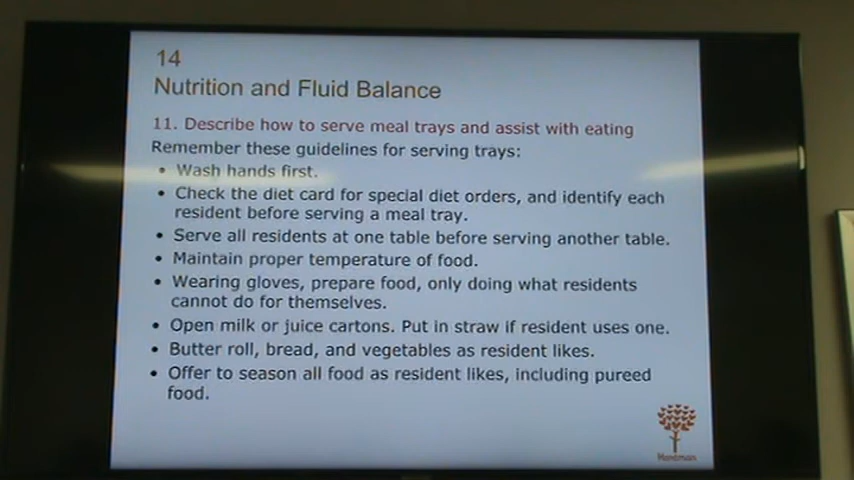 14
Nutrition and Fluid Balance
11. Describe how to serve meal trays and assist with eating
Remember these guidelines for serving trays:
• Wash hands first.
• Check the diet card for special diet orders, and identify each
resident before serving a meal tray.
• Serve all residents at one table before serving another table.
• Maintain proper temperature of food.
• Wearing gloves, prepare food, only doing what residents
cannot do for themselves.
• Open milk or juice cartons. Put in straw if resident uses one.
• Butter roll, bread, and vegetables as resident likes.
• Offer to season all food as resident likes, including pureed
food.
Hartman